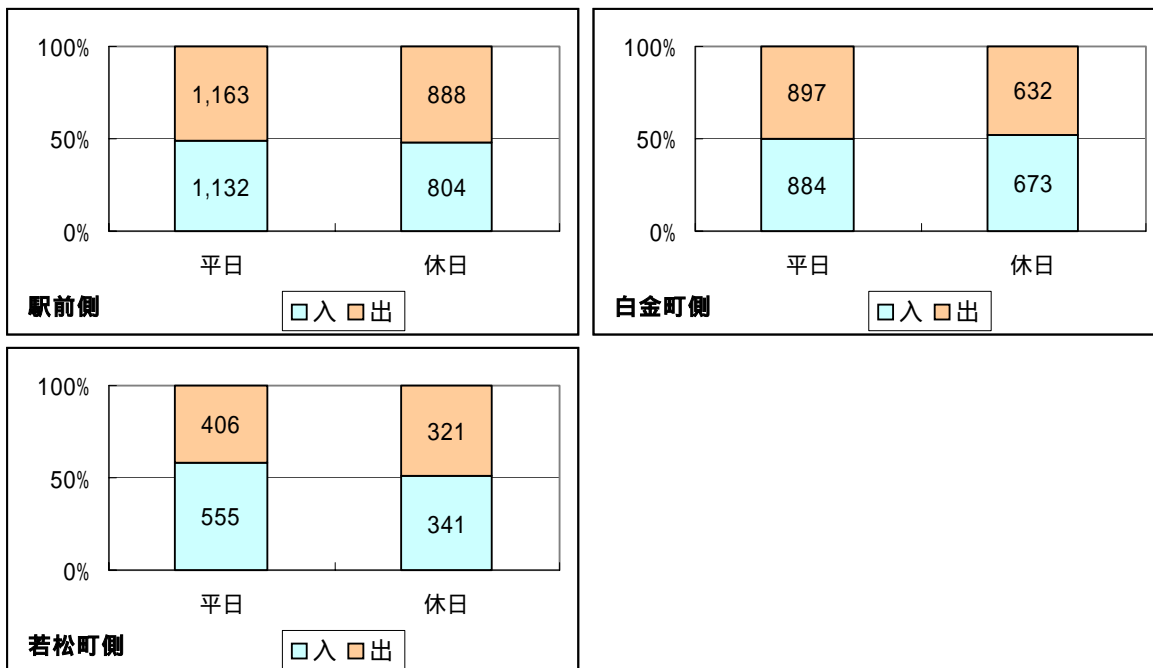 100%
1,163
888
50%
1,132
804
0%
平日
休日
駅前側
入 出
100%
897
632
50%
884
673
0%
平日
休日
白金町側
入 出
100%
406
321
50%
555
341
0%
平日
休日
若松町側
入 出